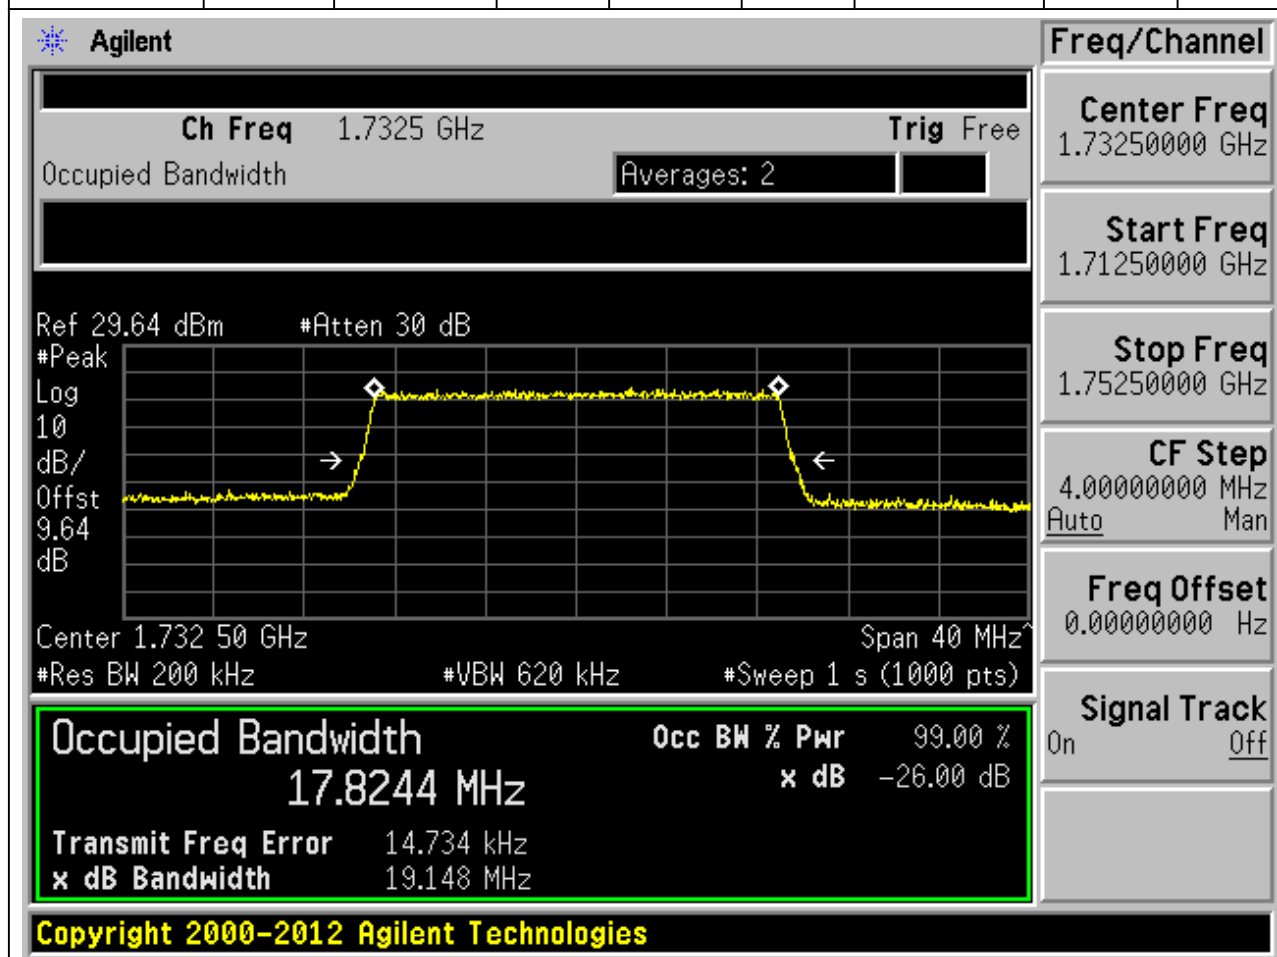 Agilent
Freq/Channel
Ch Freq 1.7325 GHz Trig Free
Occupied Bandwidth Averages: 2
Center Freq
1.73250000 GHz
Start Freq
1.71250000 GHz
Stop Freq
1.75250000 GHz
CF Step
4.00000000 MHz
Auto Man
Freq Offset
0.00000000 Hz
Signal Track
On Off
Ref 29.64 dBm #Atten 30 dB
#Peak
Log
10
dB/
Offst
9.64
dB
Center 1.732 50 GHz Span 40 MHz^
#Res BW 200 kHz #VBW 620 kHz #Sweep 1 s (1000 pts)
Occupied Bandwidth Occ BW % Pwr 99.00 %
17.8244 MHz x dB -26.00 dB
Transmit Freq Error 14.734 kHz
x dB Bandwidth 19.148 MHz
Copyright 2000-2012 Agilent Technologies